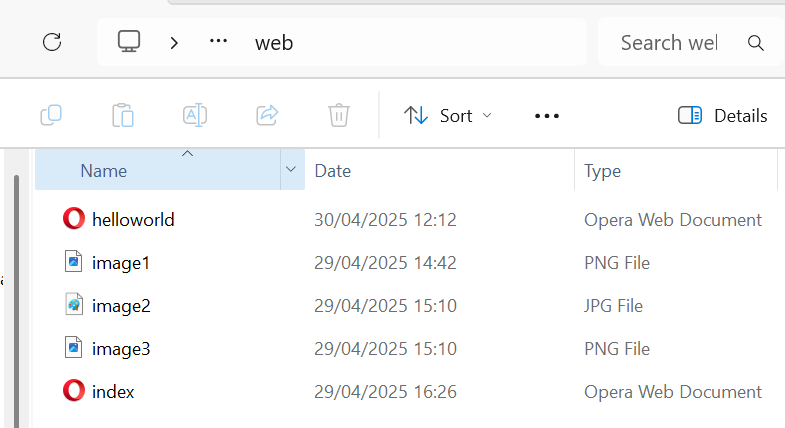 web
Search wel
Sort
Details
Name Date Type
helloworld 30/04/2025 12:12 Opera Web Document
image1 29/04/2025 14:42 PNG File
image2 29/04/2025 15:10 JPG File
image3 29/04/2025 15:10 PNG File
index 29/04/2025 16:26 Opera Web Document